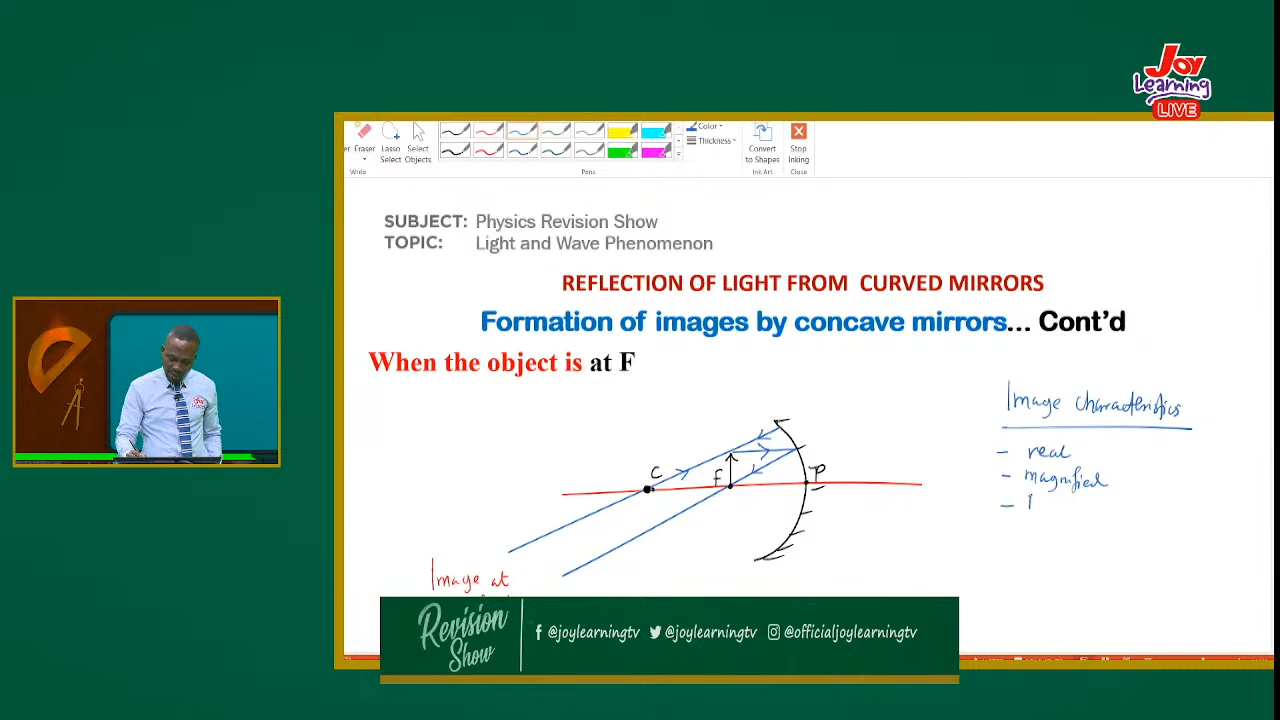 Joy
Learning
LIVE
Eraser
Lasso
Select
Select
Objects
Color
Thickness
Convert
to Shapes
Stop
Inking
Write
Pens
Ink Art
Close
SUBJECT: Physics Revision Show
TOPIC: Light and Wave Phenomenon
REFLECTION OF LIGHT FROM CURVED MIRRORS
Formation of images by concave mirrors... Cont'd
When the object is at F
Image characteristics
- real
- magnified
- I
C
F
P
Image at
Revision
Show
@joylearningtv @joylearningtv @officialjoylearningtv